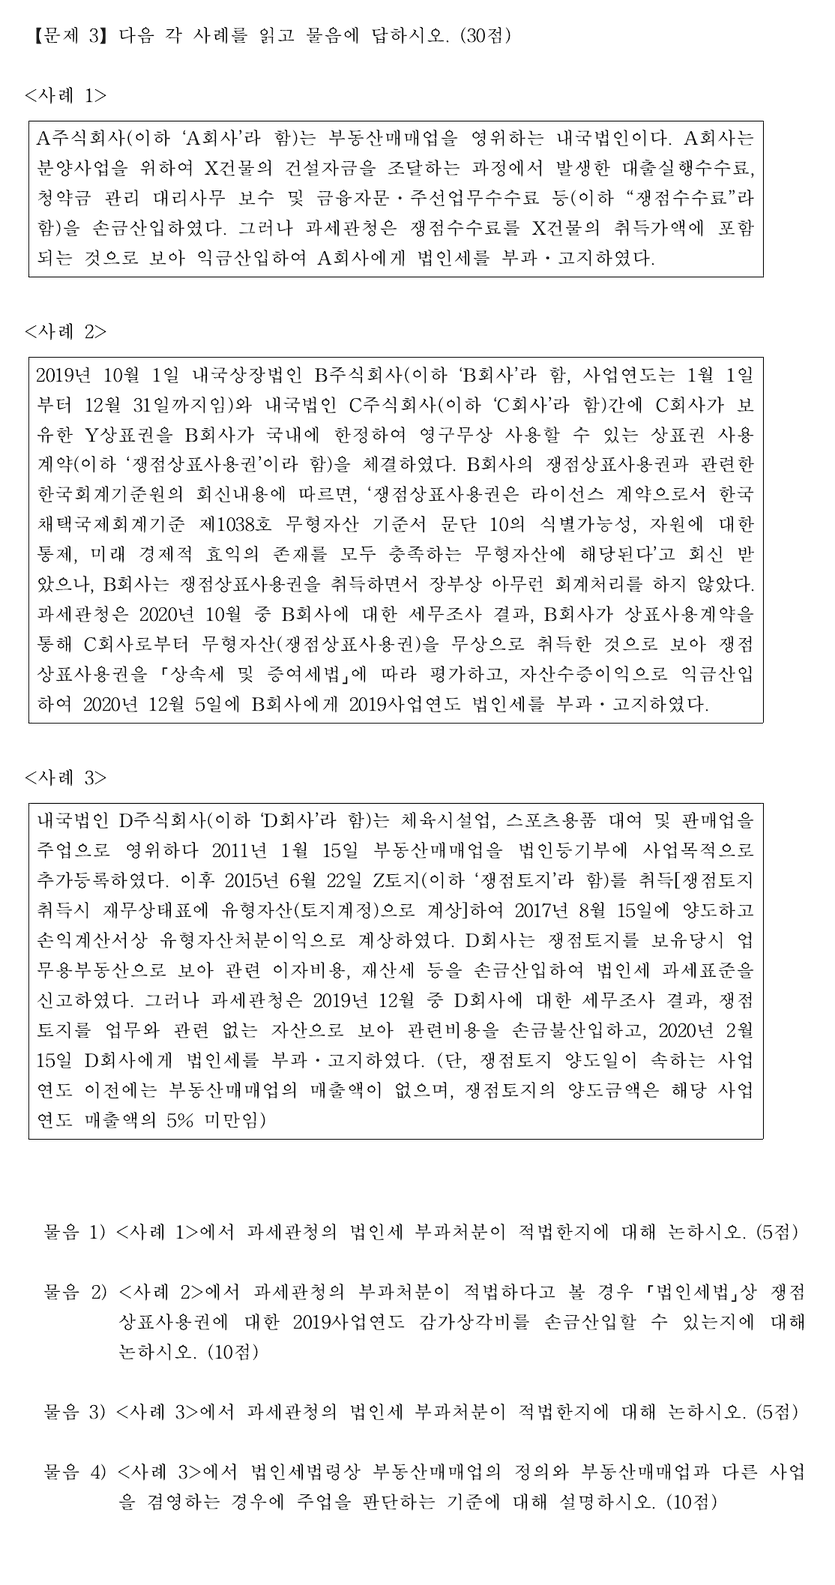 【문제 3】 다음 각 사례를 읽고 물음에 답하시오. (30점)
<사례 1>
A주식회사(이하 ‘A회사’라 함)는 부동산매매업을 영위하는 내국법인이다. A회사는
분양사업을 위하여 X건물의 건설자금을 조달하는 과정에서 발생한 대출실행수수료,
청약금 관리 대리사무 보수 및 금융자문・주선업무수수료 등(이하 “쟁점수수료”라
함)을 손금산입하였다. 그러나 과세관청은 쟁점수수료를 X건물의 취득가액에 포함
되는 것으로 보아 익금산입하여 A회사에게 법인세를 부과・고지하였다.
<사례 2>
2019년 10월 1일 내국상장법인 B주식회사(이하 ‘B회사’라 함, 사업연도는 1월 1일
부터 12월 31일까지임)와 내국법인 C주식회사(이하 ‘C회사’라 함)간에 C회사가 보
유한 Y상표권을 B회사가 국내에 한정하여 영구무상 사용할 수 있는 상표권 사용
계약(이하 ‘쟁점상표사용권’이라 함)을 체결하였다. B회사의 쟁점상표사용권과 관련한
한국회계기준원의 회신내용에 따르면, ‘쟁점상표사용권은 라이선스 계약으로서 한국
채택국제회계기준 제1038호 무형자산 기준서 문단 10의 식별가능성, 자원에 대한
통제, 미래 경제적 효익의 존재를 모두 충족하는 무형자산에 해당된다’고 회신 받
았으나, B회사는 쟁점상표사용권을 취득하면서 장부상 아무런 회계처리를 하지 않았다.
과세관청은 2020년 10월 중 B회사에 대한 세무조사 결과, B회사가 상표사용계약을
통해 C회사로부터 무형자산(쟁점상표사용권)을 무상으로 취득한 것으로 보아 쟁점
상표사용권을 「상속세 및 증여세법」에 따라 평가하고, 자산수증이익으로 익금산입
하여 2020년 12월 5일에 B회사에게 2019사업연도 법인세를 부과・고지하였다.
<사례 3>
내국법인 D주식회사(이하 ‘D회사’라 함)는 체육시설업, 스포츠용품 대여 및 판매업을
주업으로 영위하다 2011년 1월 15일 부동산매매업을 법인등기부에 사업목적으로
추가등록하였다. 이후 2015년 6월 22일 Z토지(이하 ‘쟁점토지’라 함)를 취득[쟁점토지
취득시 재무상태표에 유형자산(토지계정)으로 계상]하여 2017년 8월 15일에 양도하고
손익계산서상 유형자산처분이익으로 계상하였다. D회사는 쟁점토지를 보유당시 업
무용부동산으로 보아 관련 이자비용, 재산세 등을 손금산입하여 법인세 과세표준을
신고하였다. 그러나 과세관청은 2019년 12월 중 D회사에 대한 세무조사 결과, 쟁점
토지를 업무와 관련 없는 자산으로 보아 관련비용을 손금불산입하고, 2020년 2월
15일 D회사에게 법인세를 부과・고지하였다. (단, 쟁점토지 양도일이 속하는 사업
연도 이전에는 부동산매매업의 매출액이 없으며, 쟁점토지의 양도금액은 해당 사업
연도 매출액의 5% 미만임)
물음 1) <사례 1>에서 과세관청의 법인세 부과처분이 적법한지에 대해 논하시오. (5점)
물음 2) <사례 2>에서 과세관청의 부과처분이 적법하다고 볼 경우 「법인세법」상 쟁점
상표사용권에 대한 2019사업연도 감가상각비를 손금산입할 수 있는지에 대해
논하시오. (10점)
물음 3) <사례 3>에서 과세관청의 법인세 부과처분이 적법한지에 대해 논하시오. (5점)
물음 4) <사례 3>에서 법인세법령상 부동산매매업의 정의와 부동산매매업과 다른 사업
을 겸영하는 경우에 주업을 판단하는 기준에 대해 설명하시오. (10점)